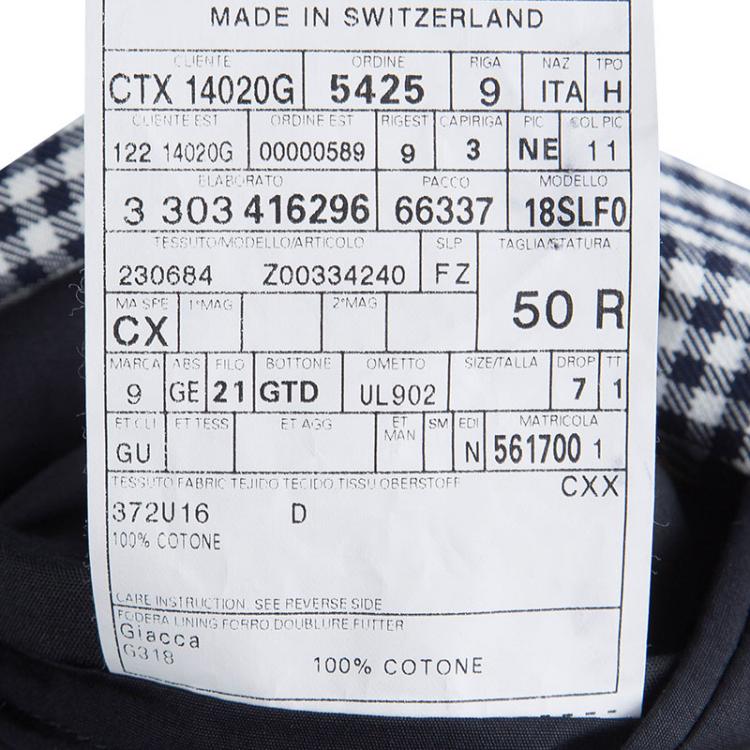 MADE IN SWITZERLAND
CLIENTE ORDINE RIGA NAZ TPO
CTX 14020G 5425 9 ITA H
CLIENTE EST ORDINE EST RIGEST CAPIRIGA PIC COL PIC
122 14020G 00000589 9 3 NE 11
ELABORATO PACCO MODELLO
3 303 416296 66337 18SLF0
TESSUTO/MODELLO/ARTICOLO SLP TAGLIA/STATURA
230684 Z00334240 FZ 50 R
MA SPE 1°MAG 2°MAG
CX
MARCA ABS FILO BOTTONE OMETTO SIZE/TALLA DROP TT
9 GE 21 GTD UL902 7 1
ET CLI ET TESS ET AGG ET MAN SM EDI MATRICOLA
GU N 561700 1
TESSUTO FABRIC TEJIDO TECIDO TISSU OBERSTOFF CXX
372U16 D
100% COTONE
CARE INSTRUCTION SEE REVERSE SIDE
FODERA LINING FORRO DOUBLURE FUTTER
Giacca
G318 100% COTONE